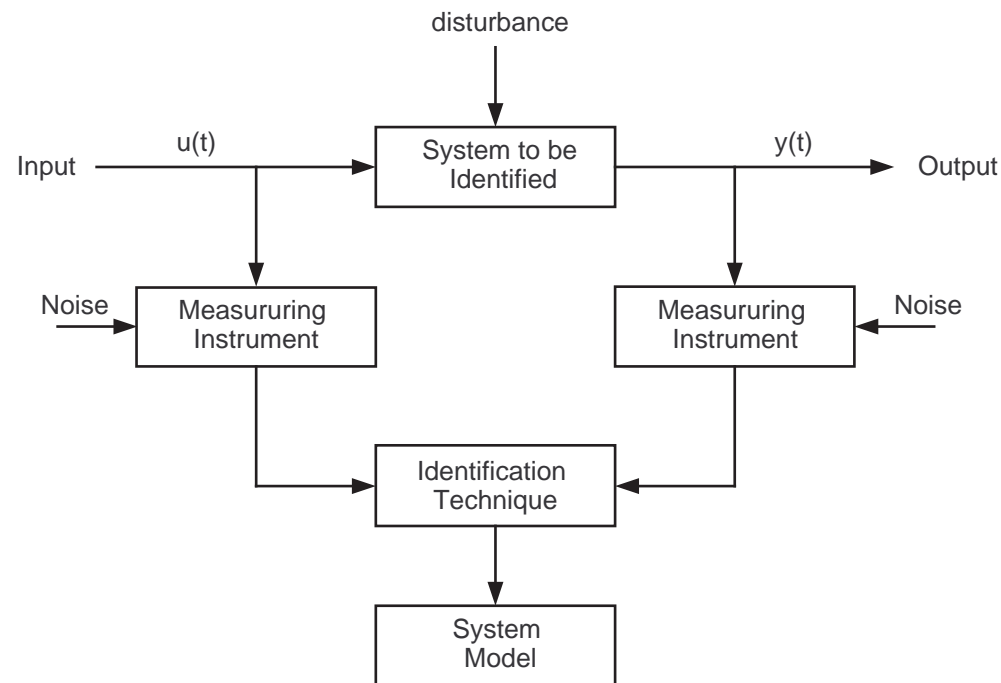 disturbance
u(t)
y(t)
Input
System to be
Identified
Output
Noise
Measururing
Instrument
Measururing
Instrument
Noise
Identification
Technique
System
Model